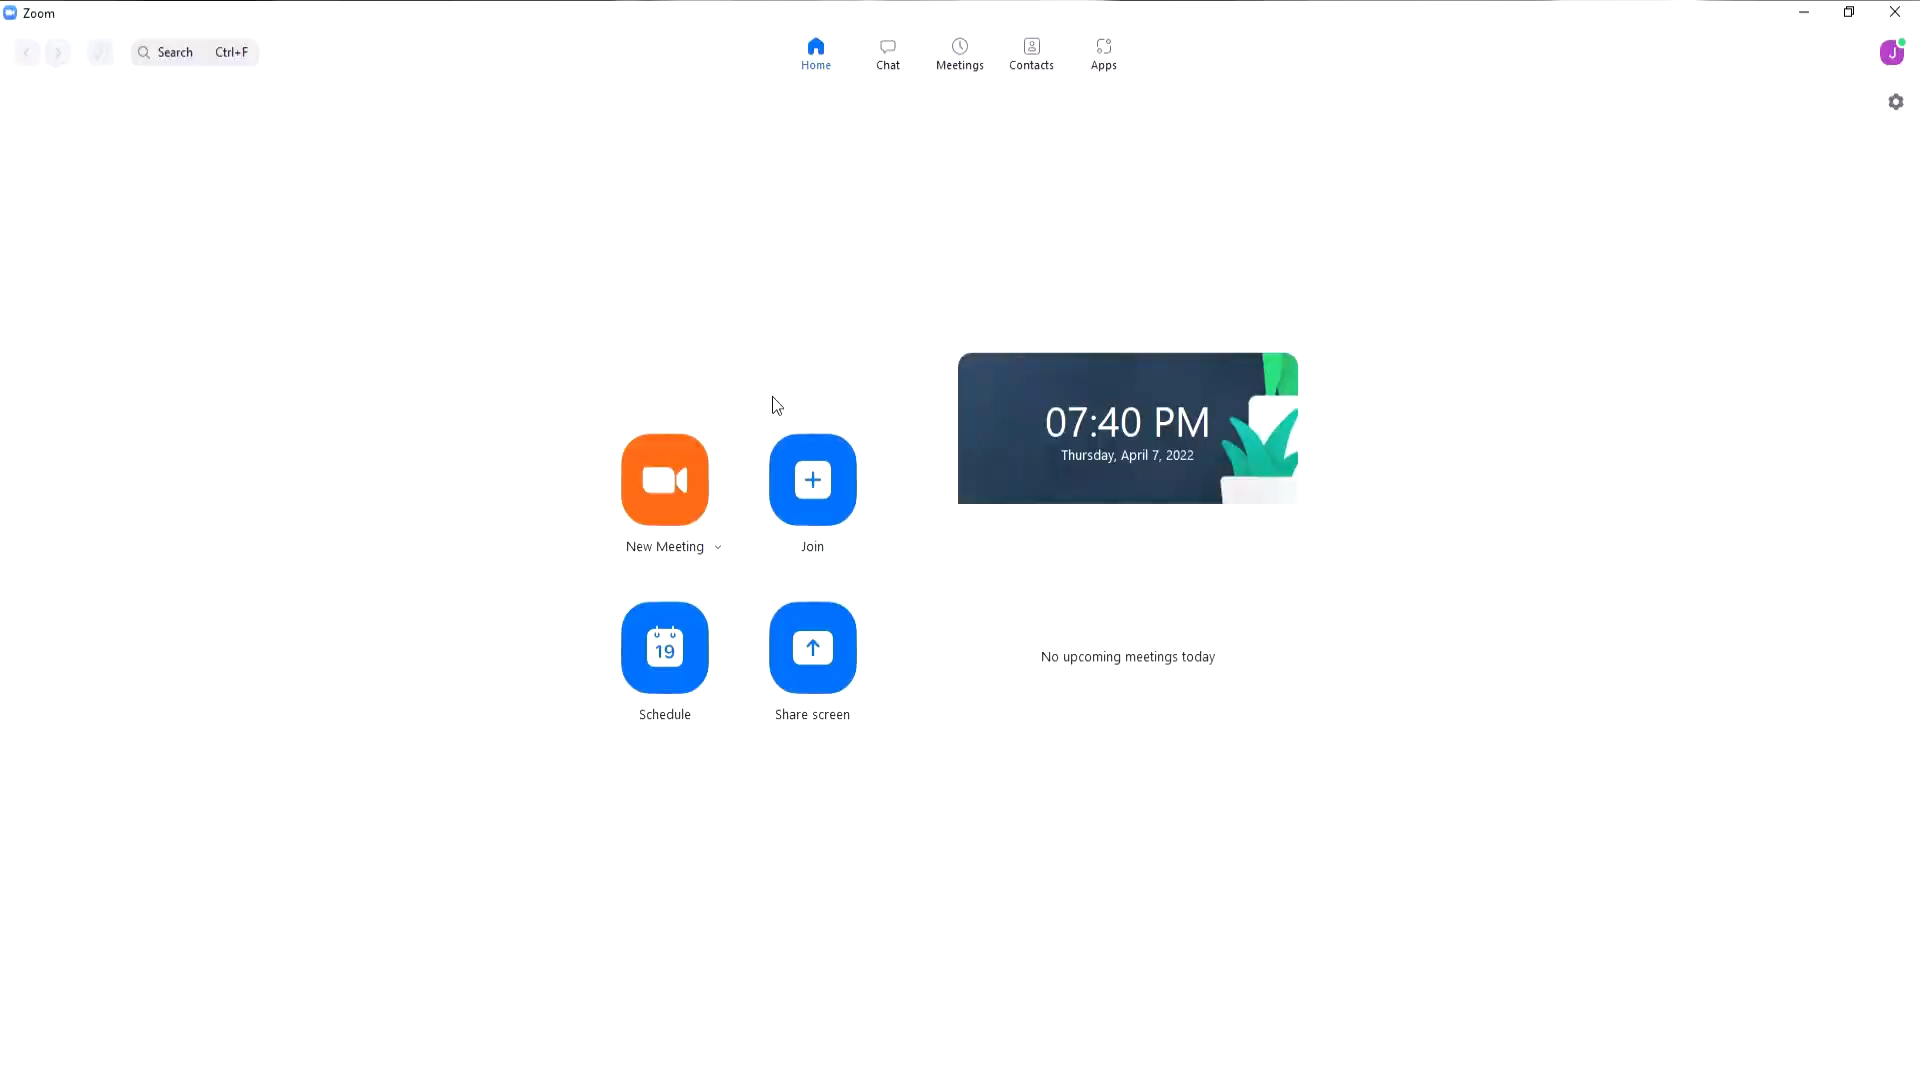 Zoom
Search Ctrl+F
Home Chat Meetings Contacts Apps
J
07:40 PM
Thursday, April 7, 2022
New Meeting Join
19
No upcoming meetings today
Schedule Share screen